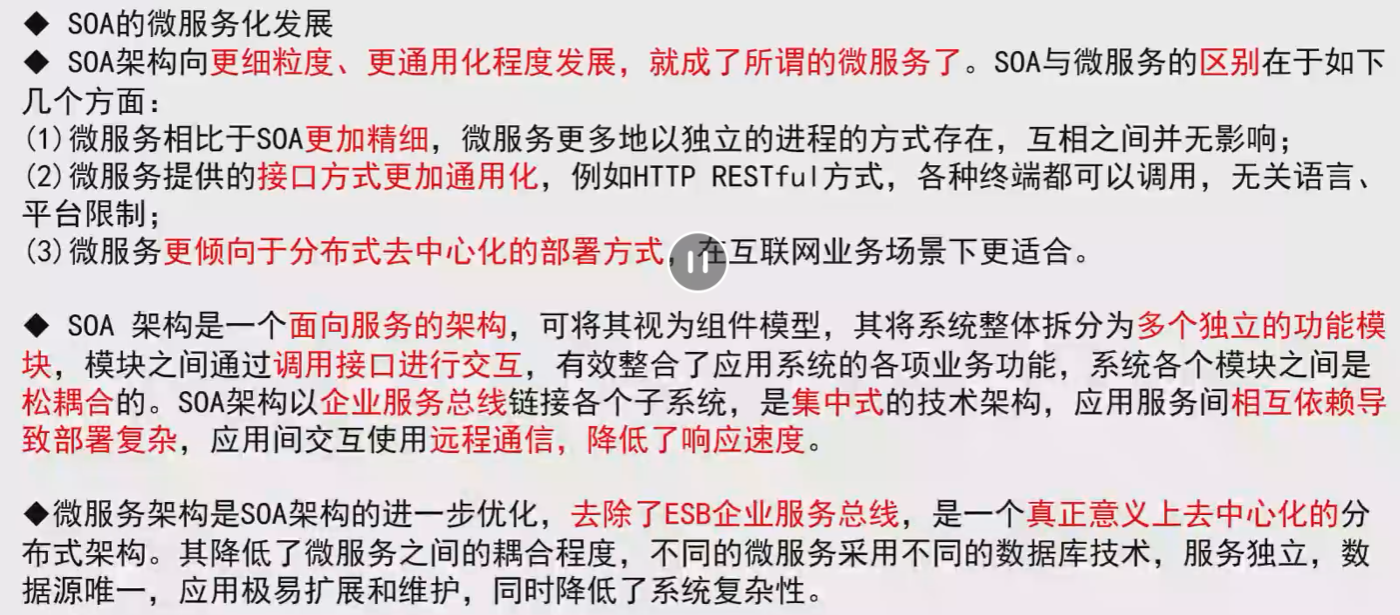 ◆ SOA的微服务化发展
◆ SOA架构向更细粒度、更通用化程度发展，就成了所谓的微服务了。SOA与微服务的区别在于如下
几个方面：
(1)微服务相比于SOA更加精细，微服务更多地以独立的进程的方式存在，互相之间并无影响；
(2)微服务提供的接口方式更加通用化，例如HTTP RESTful方式，各种终端都可以调用，无关语言、
平台限制；
(3)微服务更倾向于分布式去中心化的部署方式，在互联网业务场景下更适合。
◆ SOA 架构是一个面向服务的架构，可将其视为组件模型，其将系统整体拆分为多个独立的功能模
块，模块之间通过调用接口进行交互，有效整合了应用系统的各项业务功能，系统各个模块之间是
松耦合的。SOA架构以企业服务总线链接各个子系统，是集中式的技术架构，应用服务间相互依赖导
致部署复杂，应用间交互使用远程通信，降低了响应速度。
◆微服务架构是SOA架构的进一步优化，去除了ESB企业服务总线，是一个真正意义上去中心化的分
布式架构。其降低了微服务之间的耦合程度，不同的微服务采用不同的数据库技术，服务独立，数
据源唯一，应用极易扩展和维护，同时降低了系统复杂性。